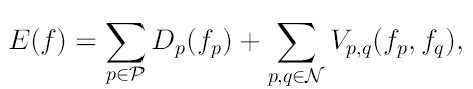 E(f) = ∑_{p∈𝒫} D_p(f_p) + ∑_{p,q∈𝒩} V_{p,q}(f_p, f_q),